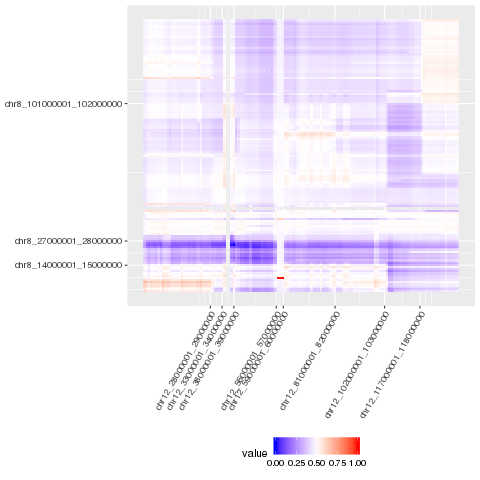 chr8_101000001_102000000
chr8_27000001_28000000
chr8_14000001_15000000
chr12_28000001_29000000
chr12_33000001_34000000
chr12_38000001_39000000
chr12_56000001_57000000
chr12_59000001_60000000
chr12_81000001_82000000
chr12_102000001_103000000
chr12_117000001_118000000
value
0.00 0.25 0.50 0.75 1.00